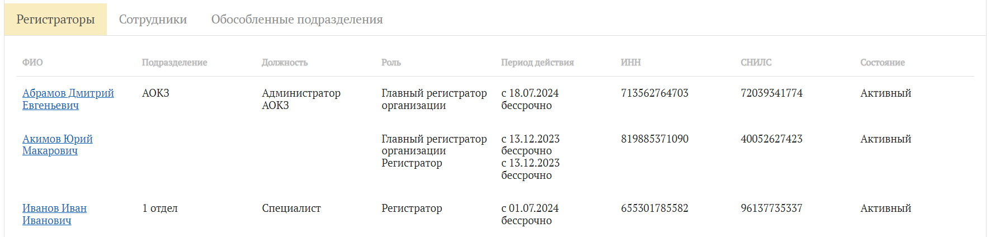 Регистраторы Сотрудники Обособленные подразделения
ФИО Подразделение Должность Роль Период действия ИНН СНИЛС Состояние
Абрамов Дмитрий АОКЗ Администратор Главный регистратор с 18.07.2024 713562764703 72039341774 Активный
Евгеньевич АОКЗ организации бессрочно
Акимов Юрий Главный регистратор с 13.12.2023 819885371090 40052627423 Активный
Макарович организации бессрочно
Регистратор с 13.12.2023
бессрочно
Иванов Иван 1 отдел Специалист Регистратор с 01.07.2024 655301785582 96137735337 Активный
Иванович бессрочно